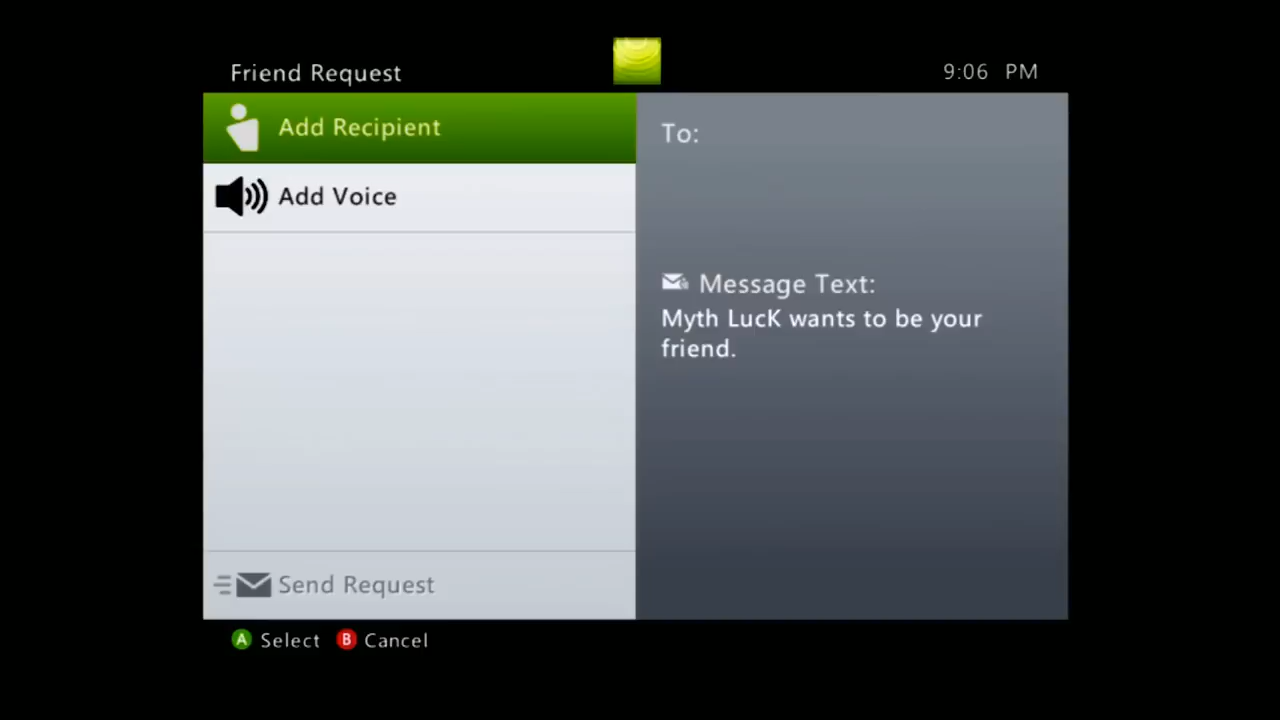 Friend Request
9:06 PM
Add Recipient
Add Voice
To:
Message Text:
Myth LucK wants to be your
friend.
Send Request
A Select B Cancel